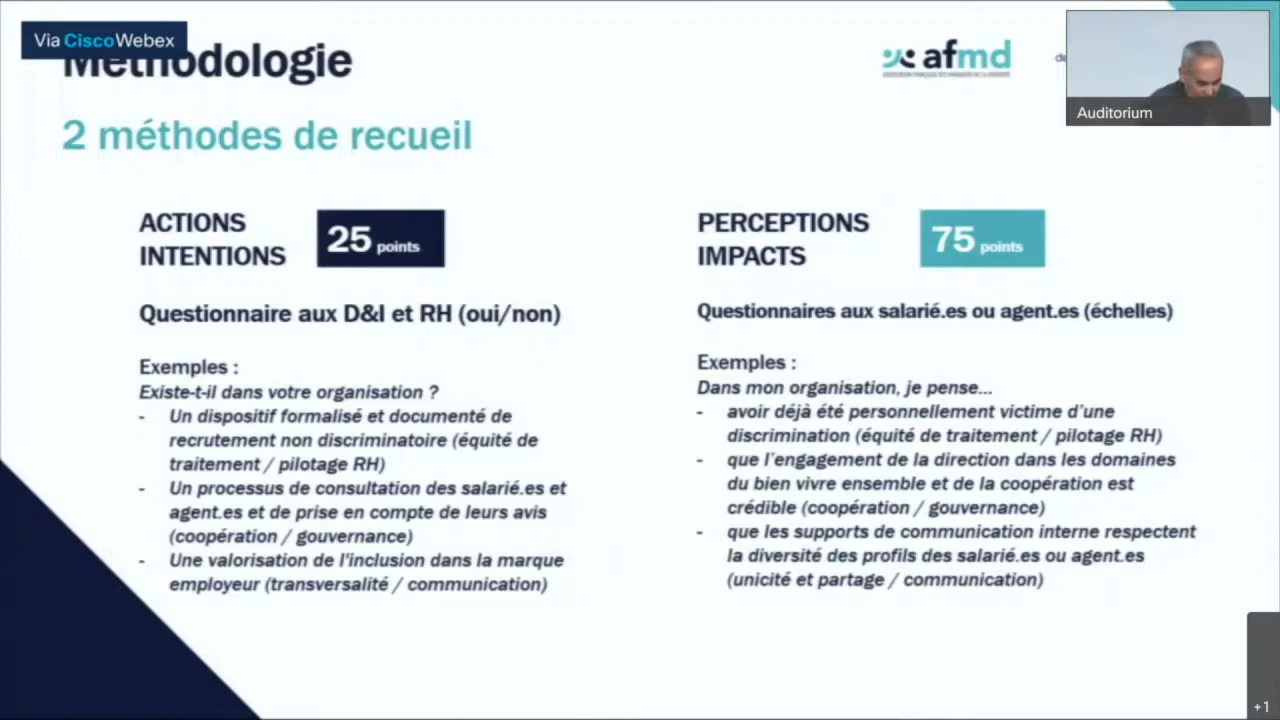 Via Cisco Webex
Méthodologie
afmd
Auditorium
2 méthodes de recueil
ACTIONS
INTENTIONS
25 points
Questionnaire aux D&I et RH (oui/non)
Exemples :
Existe-t-il dans votre organisation ?
- Un dispositif formalisé et documenté de
recrutement non discriminatoire (équité de
traitement / pilotage RH)
- Un processus de consultation des salarié.es et
agent.es et de prise en compte de leurs avis
(coopération / gouvernance)
- Une valorisation de l'inclusion dans la marque
employeur (transversalité / communication)
PERCEPTIONS
IMPACTS
75 points
Questionnaires aux salarié.es ou agent.es (échelles)
Exemples :
Dans mon organisation, je pense...
- avoir déjà été personnellement victime d'une
discrimination (équité de traitement / pilotage RH)
- que l'engagement de la direction dans les domaines
du bien vivre ensemble et de la coopération est
crédible (coopération / gouvernance)
- que les supports de communication interne respectent
la diversité des profils des salarié.es ou agent.es
(unicité et partage / communication)
+1